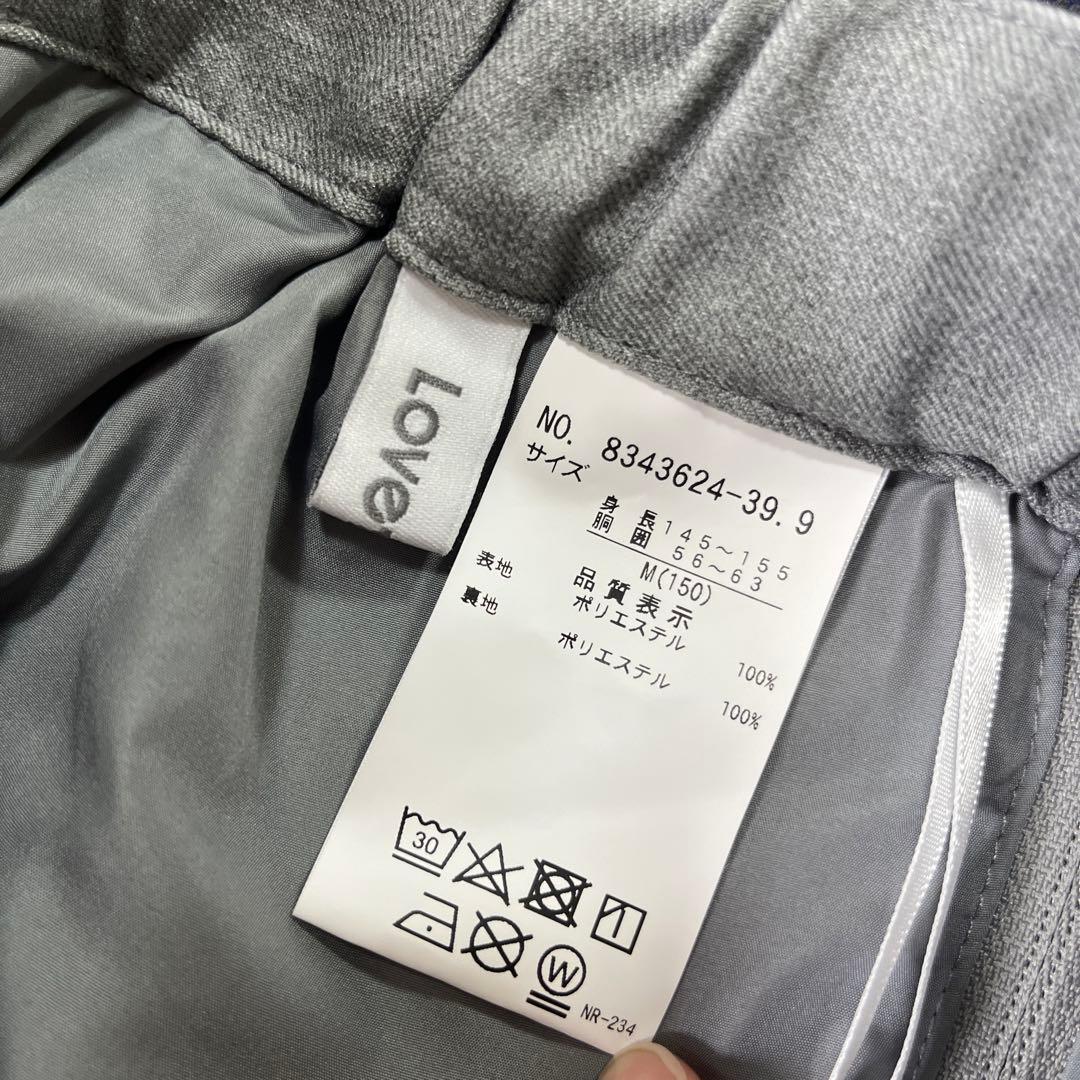 Love
NO. 8343624-39.9
サイズ
身長 145～155
胴囲 56～63
M(150)
品質表示
表地 ポリエステル 100%
裏地 ポリエステル 100%
30
W
NR-234